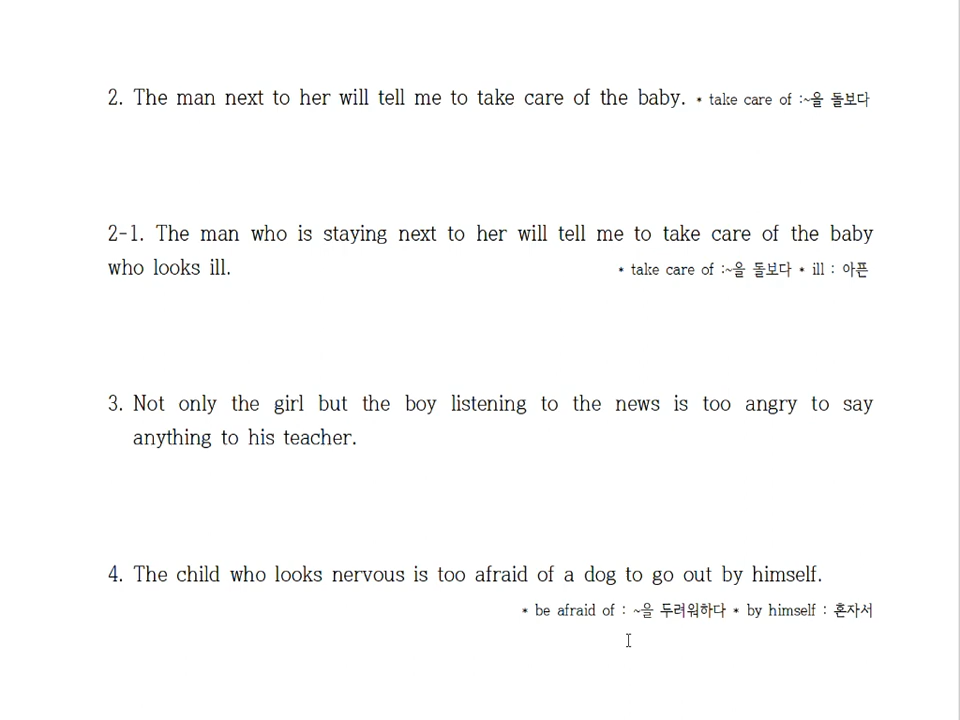 2. The man next to her will tell me to take care of the baby. * take care of :~을 돌보다
2-1. The man who is staying next to her will tell me to take care of the baby
who looks ill. * take care of :~을 돌보다 * ill : 아픈
3. Not only the girl but the boy listening to the news is too angry to say
anything to his teacher.
4. The child who looks nervous is too afraid of a dog to go out by himself.
* be afraid of : ~을 두려워하다 * by himself : 혼자서